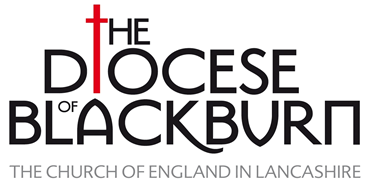 THE
DIOCESE
OF
BLACKBURN
THE CHURCH OF ENGLAND IN LANCASHIRE